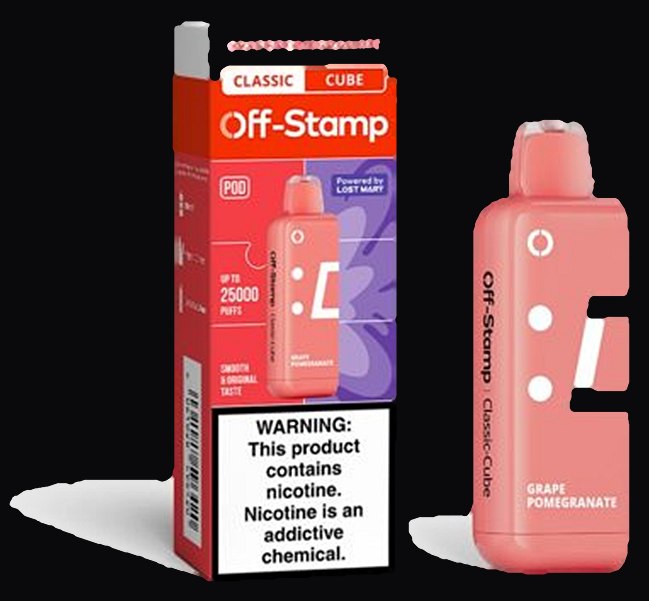 CLASSIC CUBE
Off-Stamp
POD
Powered by
LOST MARY
UP TO
25000
PUFFS
SMOOTH
& ORIGINAL
TASTE
Off-Stamp | Classic·Cube
GRAPE
POMEGRANATE
WARNING:
This product
contains
nicotine.
Nicotine is an
addictive
chemical.
Off-Stamp | Classic·Cube
GRAPE
POMEGRANATE